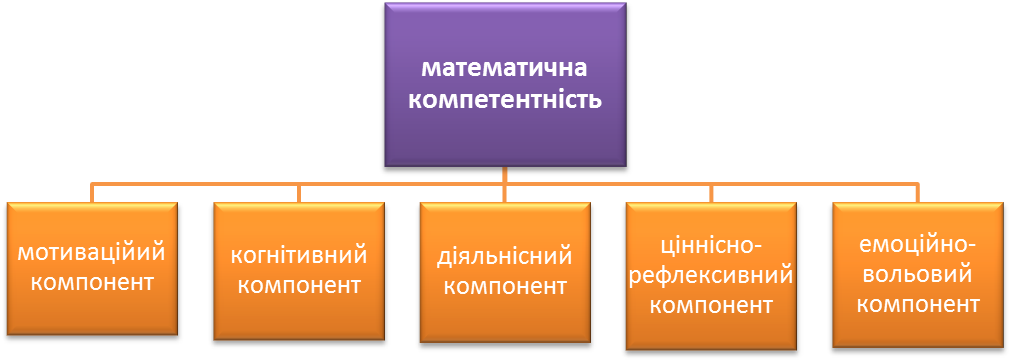 математична
компетентність
мотиваційий
компонент
когнітивний
компонент
діяльнісний
компонент
ціннісно-
рефлексивний
компонент
емоційно-
вольовий
компонент